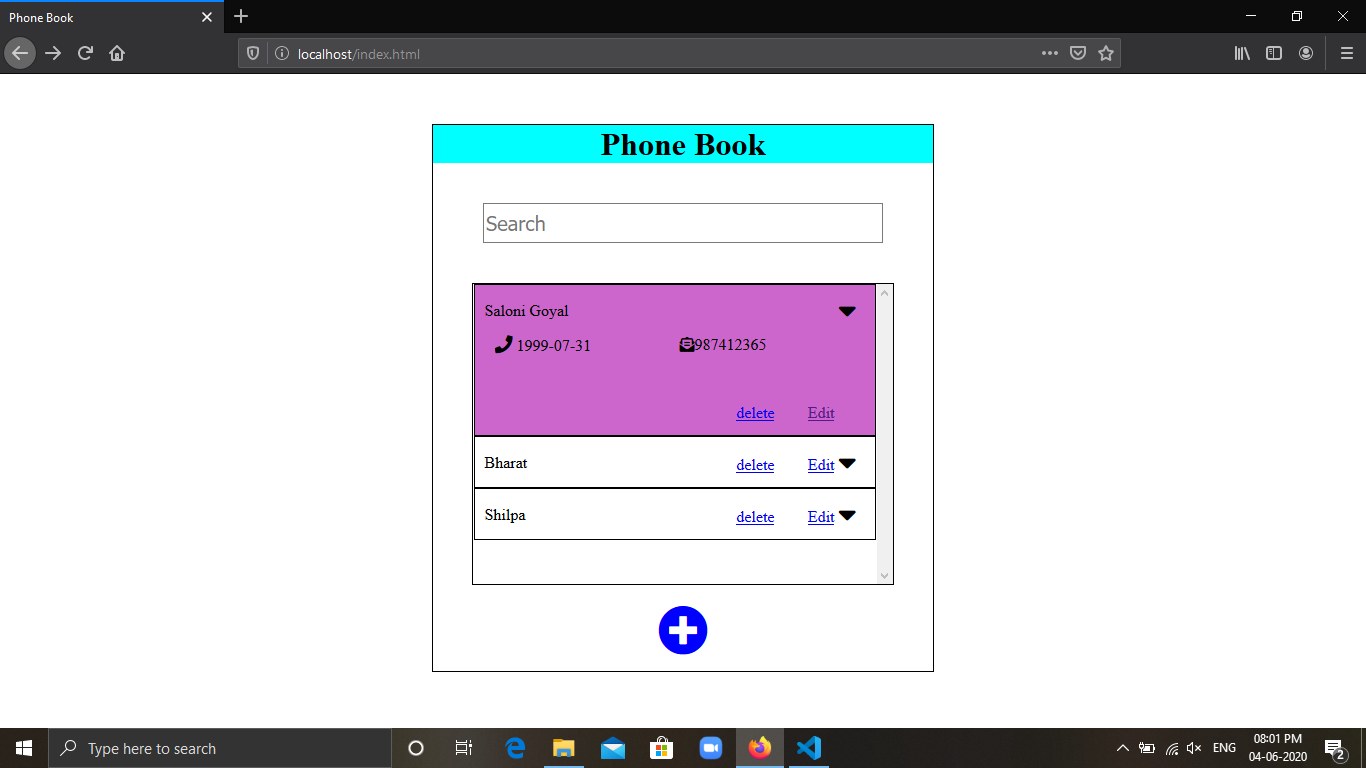 Phone Book
localhost/index.html
Phone Book
Search
Saloni Goyal
1999-07-31 987412365
delete Edit
Bharat delete Edit
Shilpa delete Edit
Type here to search
ENG
08:01 PM
04-06-2020
2